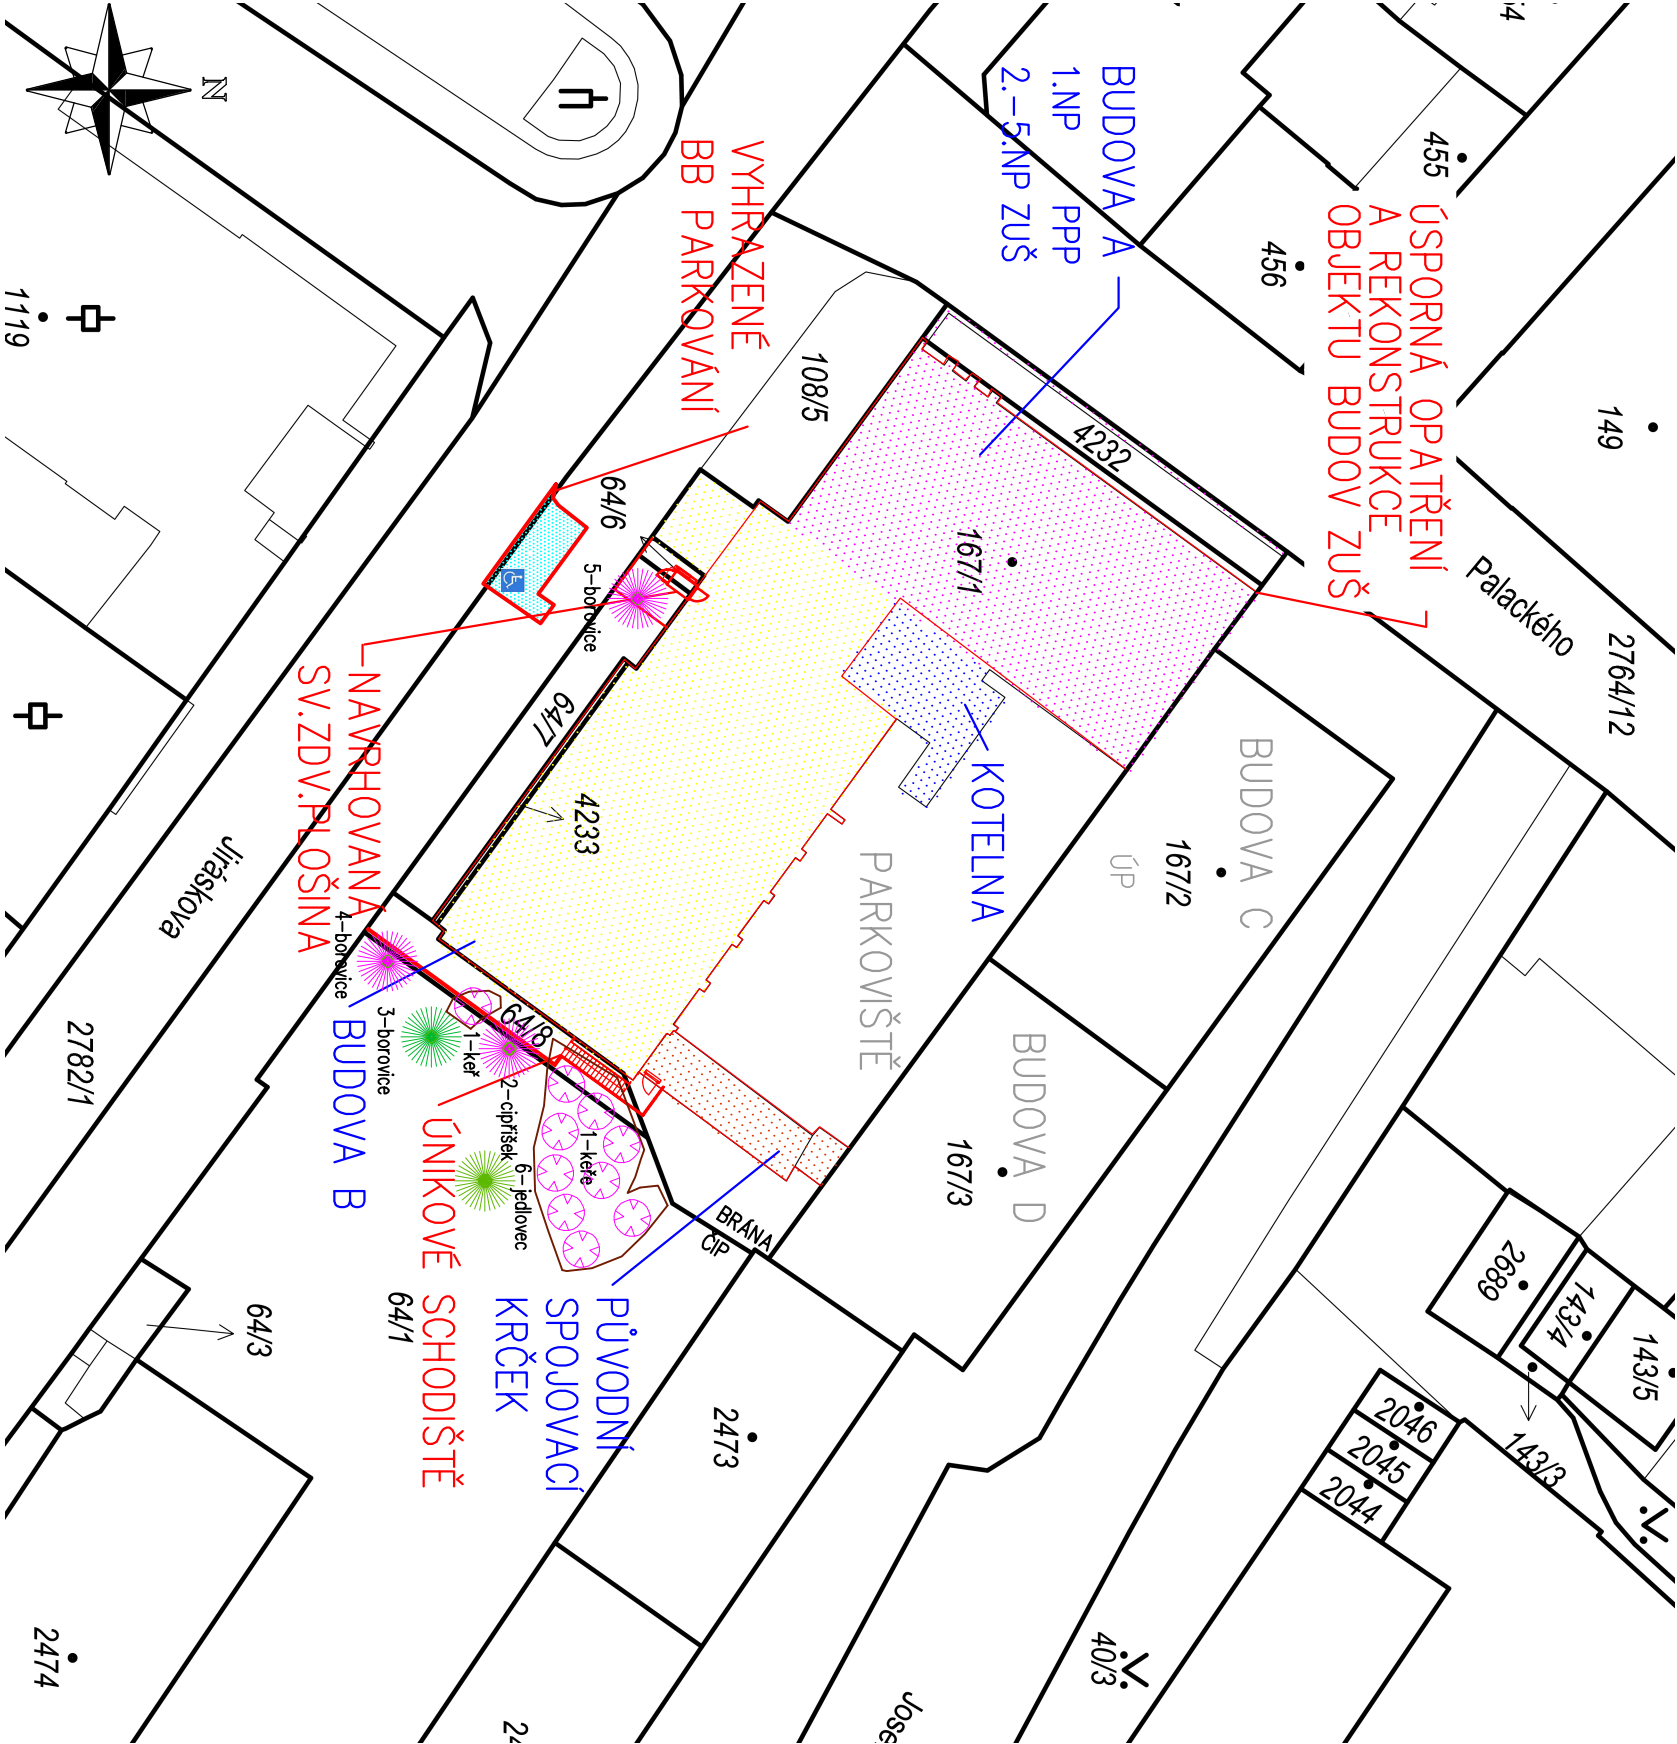 ÚSPORNÁ OPATŘENÍ
A REKONSTRUKCE
OBJEKTU BUDOV ZUŠ
BUDOVA A
1.NP PPP
2.-5.NP ZUŠ
VYHRAZENÉ
BB PARKOVÁNÍ
N
455
456
149
Palackého
2764/12
108/5
4232
167/1
64/6
5-borovice
64/7
4233
KOTELNA
BUDOVA C
ÚP
167/2
PARKOVIŠTĚ
BUDOVA D
167/3
NAVRHOVANÁ
SV.ZDV.PLOŠINA
1119
Jiráskova
2782/1
4-borovice
3-borovice
1-keř
64/8
2-cipřišek
1-keře
6-jedlovec
BUDOVA B
ÚNIKOVÉ SCHODIŠTĚ
PŮVODNÍ
SPOJOVACÍ
KRČEK
BRÁNA
ČIP
64/1
64/3
2473
2474
2689
143/4
143/5
143/3
2046
2045
2044
40/3